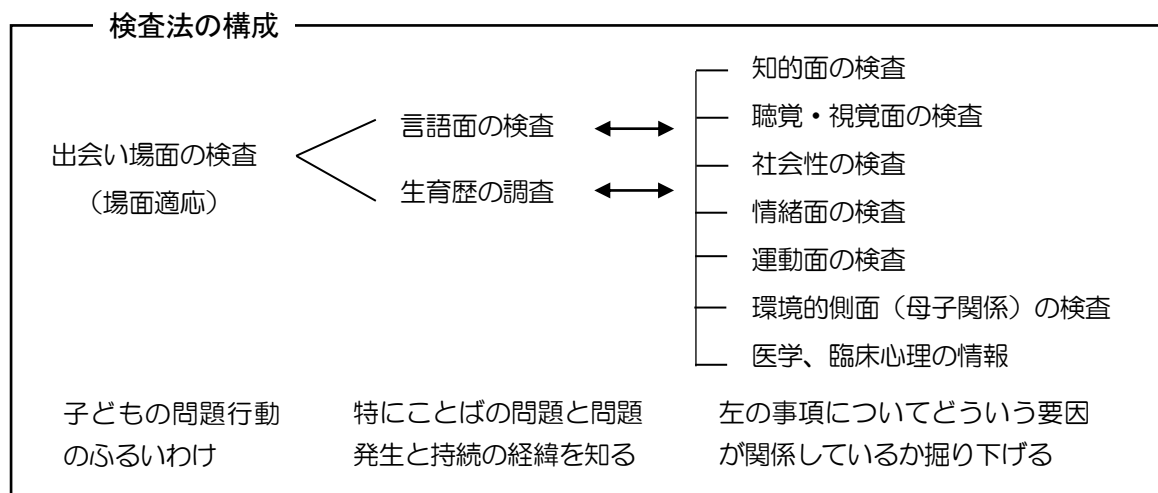 検査法の構成
出会い場面の検査
（場面適応）
言語面の検査
生育歴の調査
知的面の検査
聴覚・視覚面の検査
社会性の検査
情緒面の検査
運動面の検査
環境的側面（母子関係）の検査
医学、臨床心理の情報
子どもの問題行動
のふるいわけ
特にことばの問題と問題
発生と持続の経緯を知る
左の事項についてどういう要因
が関係しているか掘り下げる